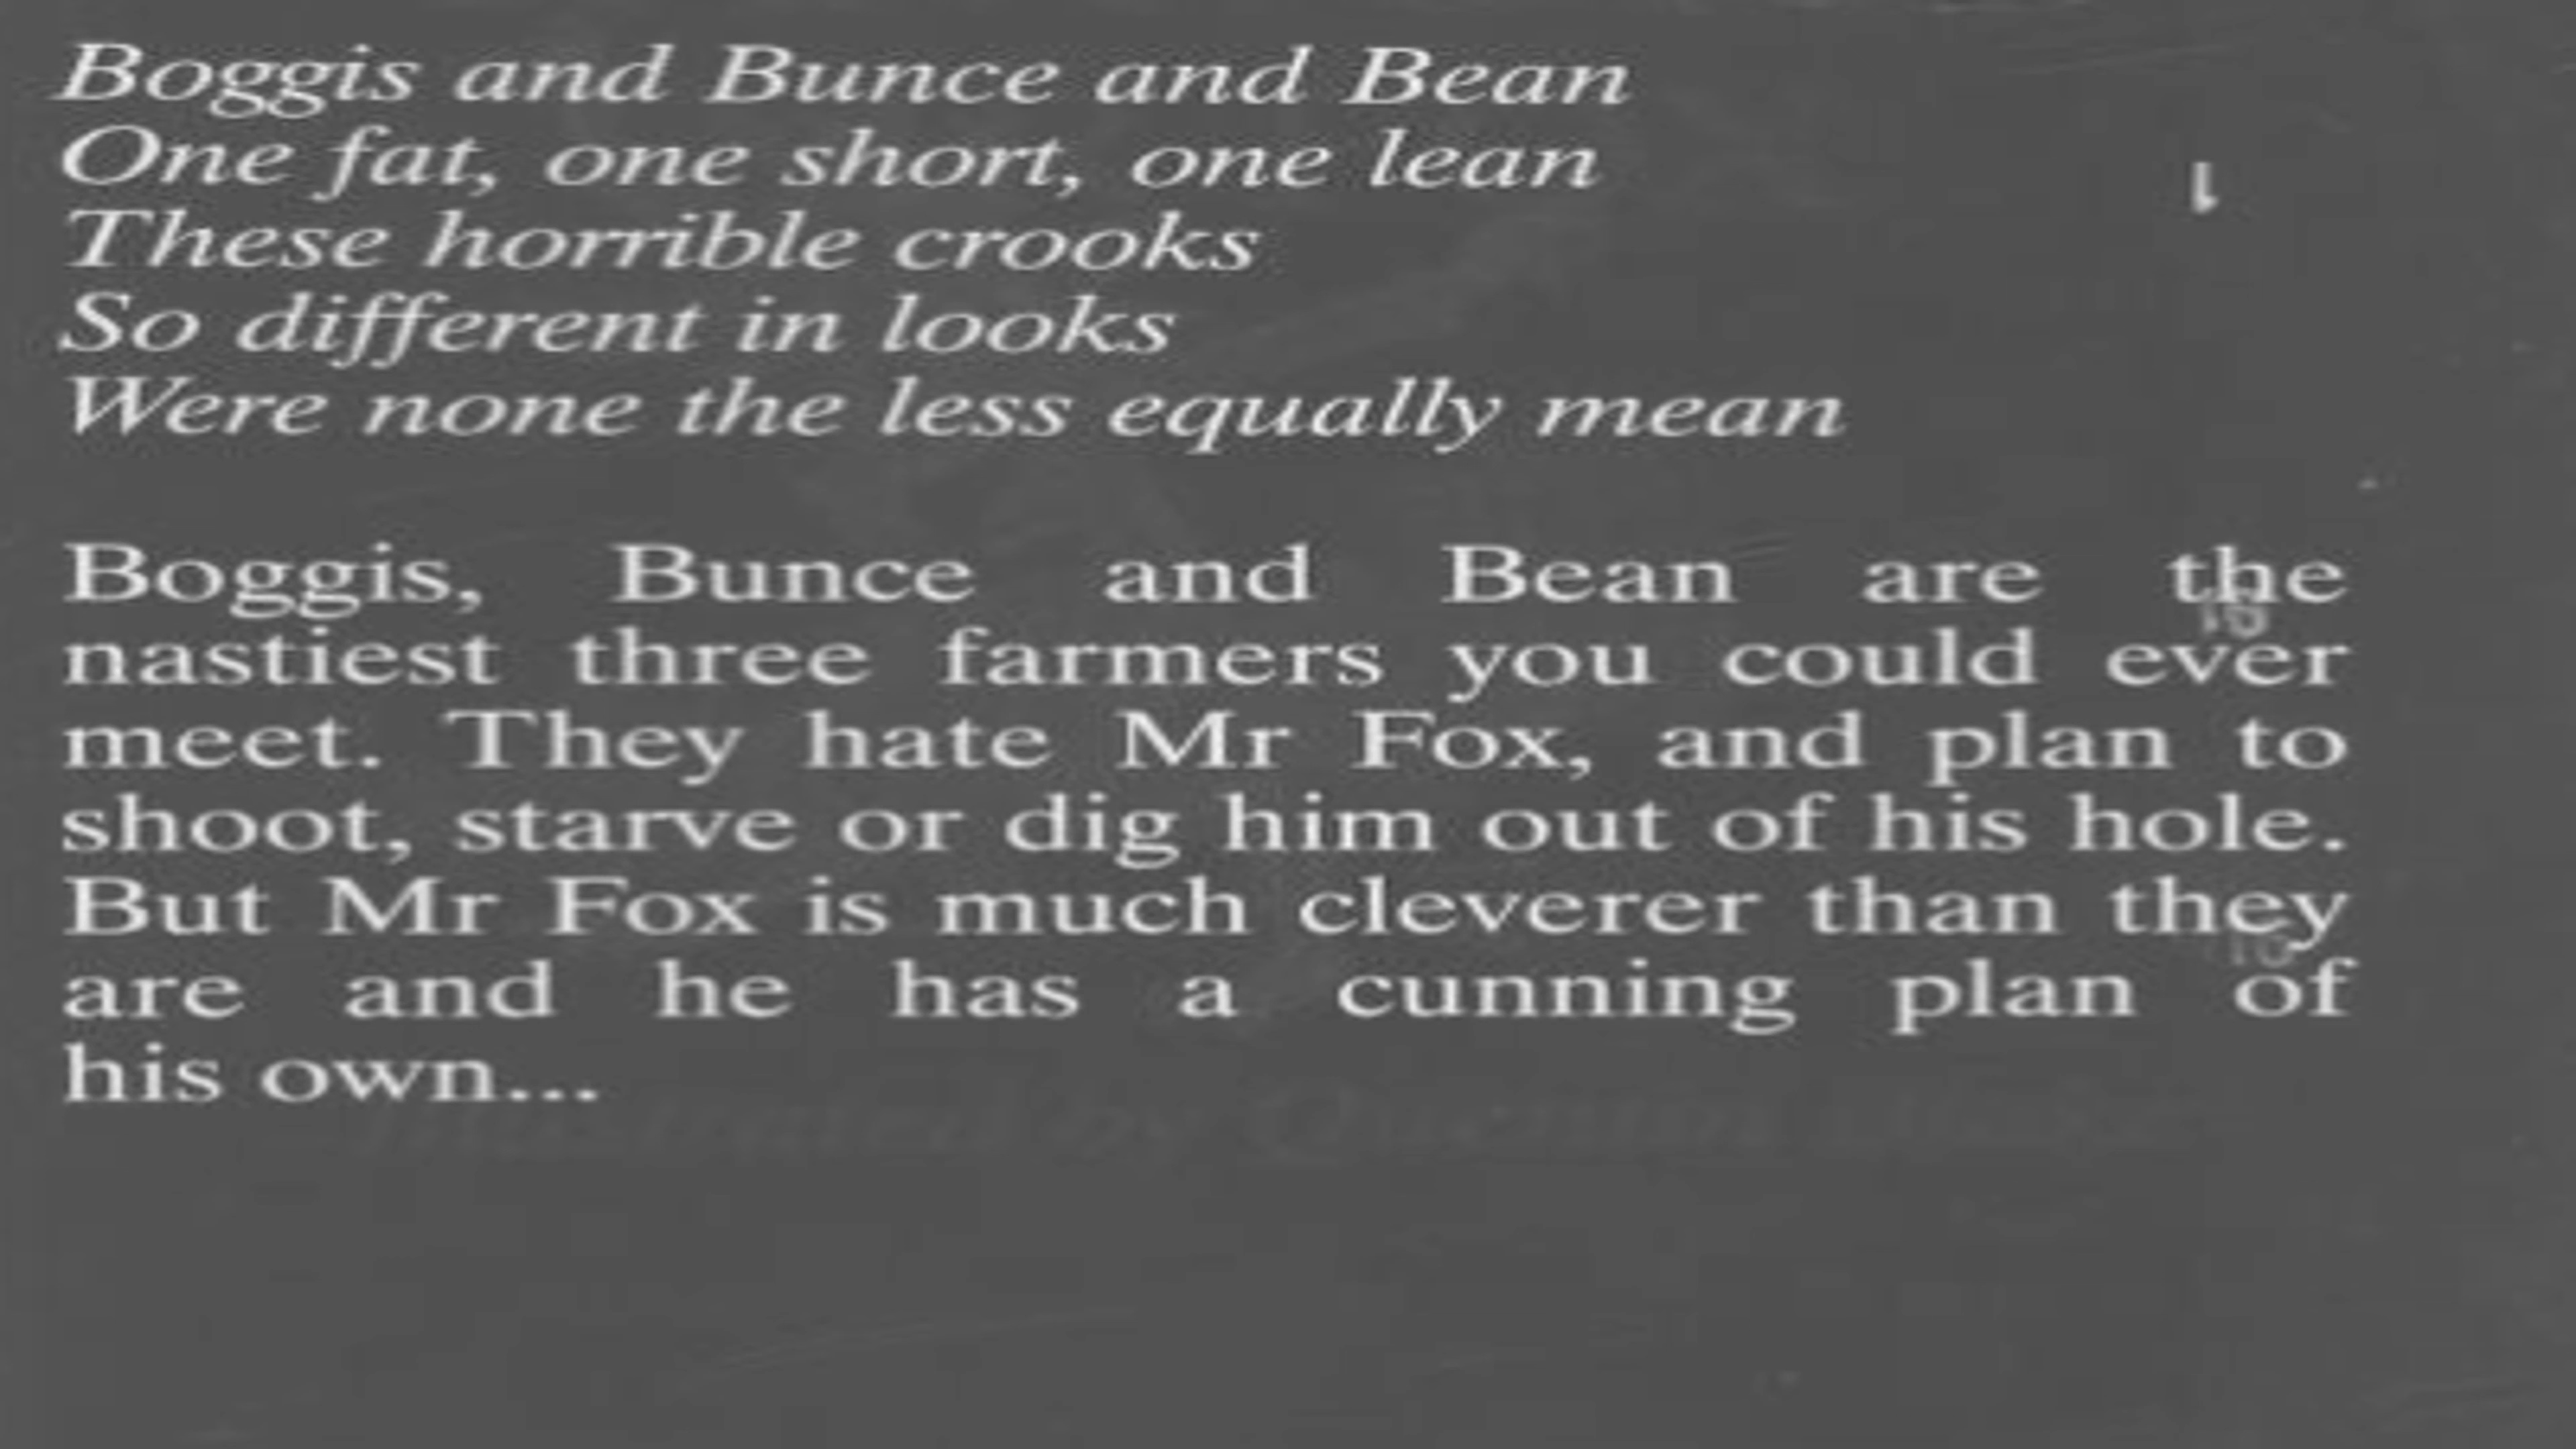 Boggis and Bunce and Bean
One fat, one short, one lean
These horrible crooks
So different in looks
Were none the less equally mean
Boggis, Bunce and Bean are the
nastiest three farmers you could ever
meet. They hate Mr Fox, and plan to
shoot, starve or dig him out of his hole.
But Mr Fox is much cleverer than they
are and he has a cunning plan of
his own...